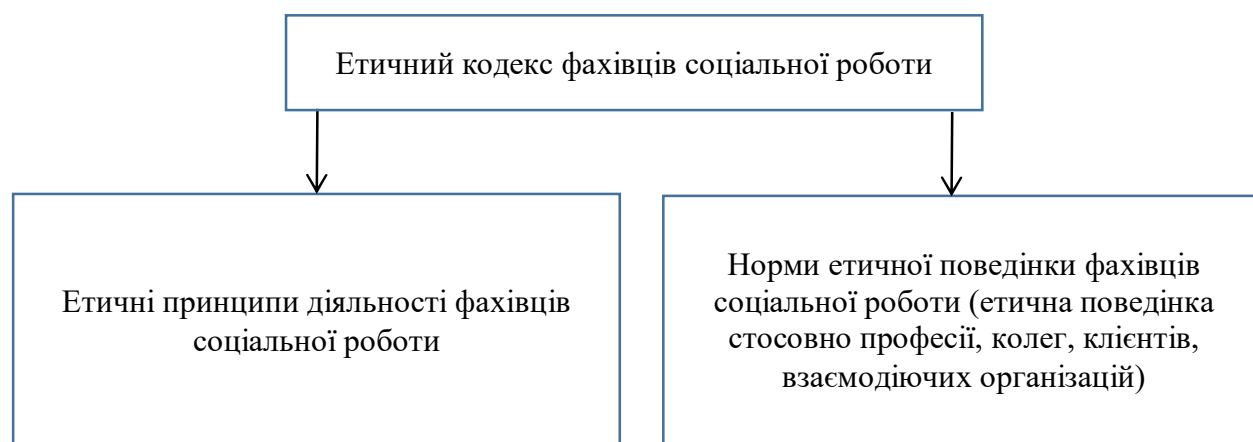 Етичний кодекс фахівців соціальної роботи
Етичні принципи діяльності фахівців
соціальної роботи
Норми етичної поведінки фахівців
соціальної роботи (етична поведінка
стосовно професії, колег, клієнтів,
взаємодіючих організацій)